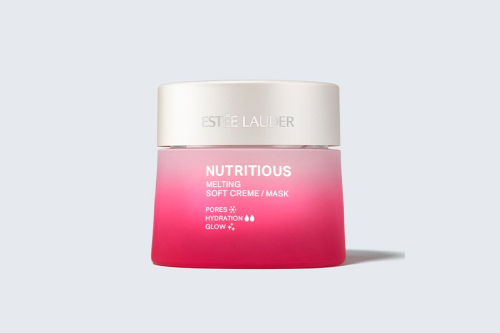 ESTĒE LAUDER
NUTRITIOUS
MELTING
SOFT CREME / MASK
PORES
HYDRATION
GLOW